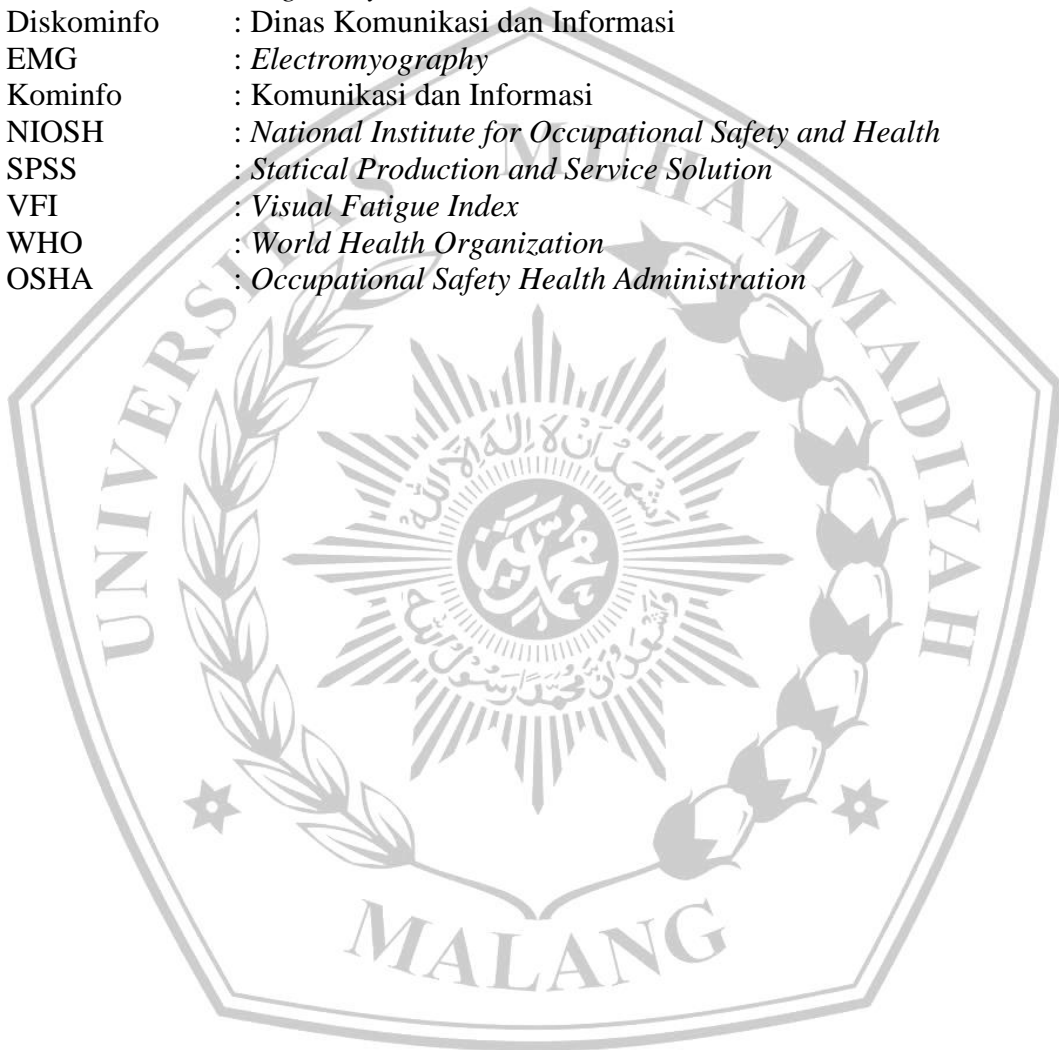 Diskominfo : Dinas Komunikasi dan Informasi
EMG : Electromyography
Kominfo : Komunikasi dan Informasi
NIOSH : National Institute for Occupational Safety and Health
SPSS : Statical Production and Service Solution
VFI : Visual Fatigue Index
WHO : World Health Organization
OSHA : Occupational Safety Health Administration
UNIVERSITAS MUHAMMADIYAH
MALANG